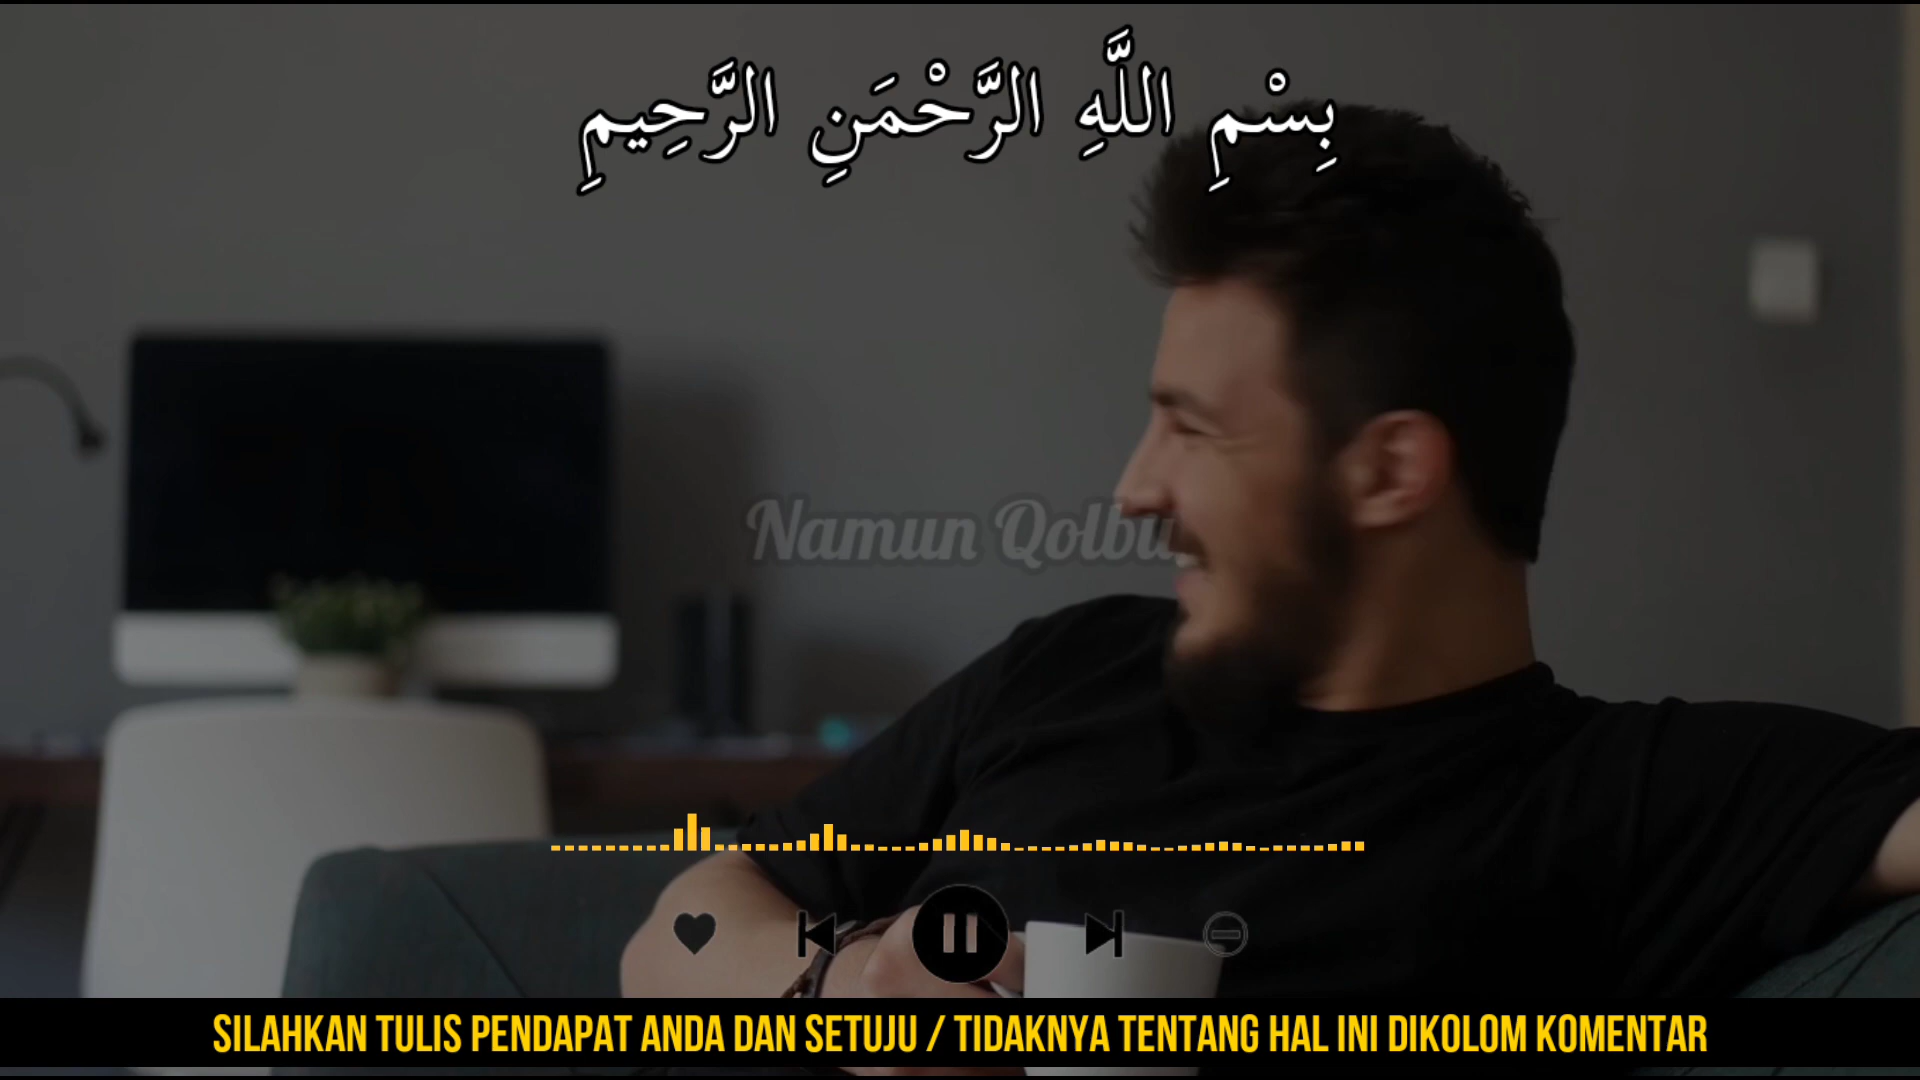 بِسْمِ اللَّهِ الرَّحْمَنِ الرَّحِيمِ
Namun Qolbu
SILAHKAN TULIS PENDAPAT ANDA DAN SETUJU / TIDAKNYA TENTANG HAL INI DIKOLOM KOMENTAR